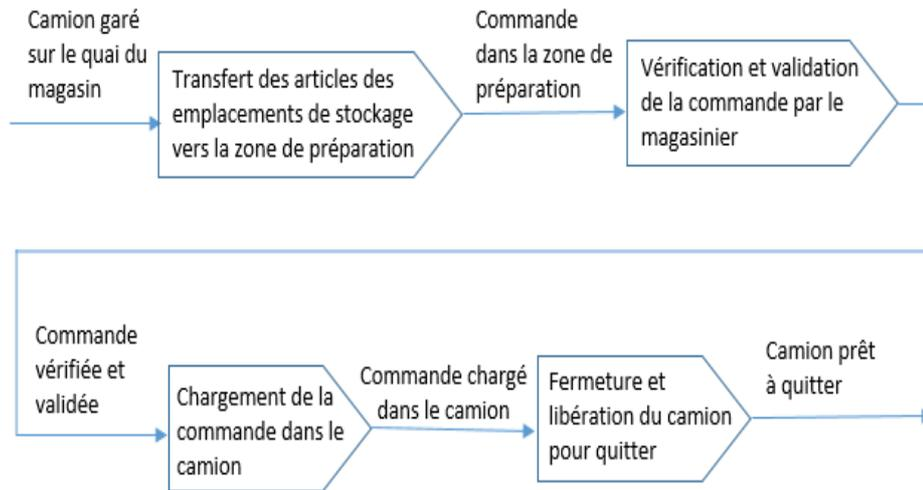 Camion garé
sur le quai du
magasin
Transfert des articles des
emplacements de stockage
vers la zone de préparation
Commande
dans la zone de
préparation
Vérification et validation
de la commande par le
magasinier
Commande
vérifiée et
validée
Chargement de la
commande dans le
camion
Commande chargé
dans le camion
Fermeture et
libération du camion
pour quitter
Camion prêt
à quitter